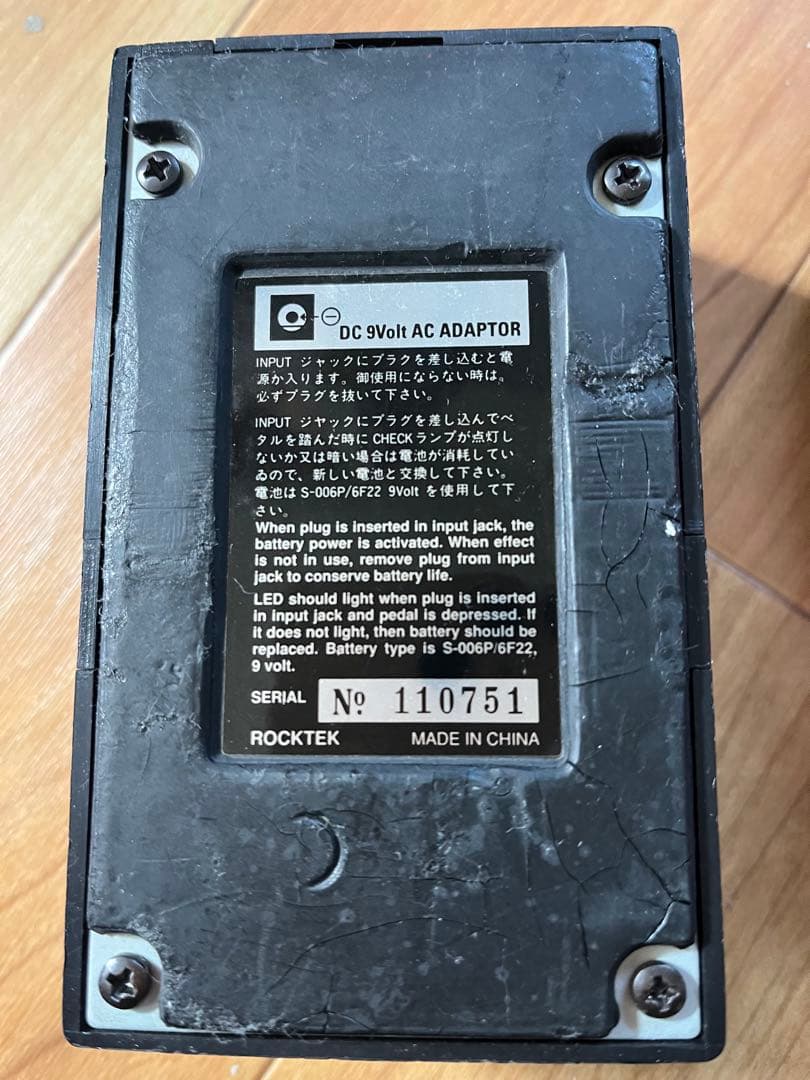 ⊖ DC 9Volt AC ADAPTOR
INPUT ジャックにプラクを差し込むと電
源か入ります。御使用にならない時は。
必ずプラグを抜いて下さい。
INPUT ジャックにプラグを差し込んでペ
タルを踏んだ時に CHECKランプが点灯し
ないか又は暗い場合は電池が消耗してい
ゐので、新しい電池と交換して下さい。
電池は S-006P/6F22 9Volt を使用して下
さい。
When plug is inserted in input jack, the
battery power is activated. When effect
is not in use, remove plug from input
jack to conserve battery life.
LED should light when plug is inserted
in input jack and pedal is depressed. If
it does not light, then battery should be
replaced. Battery type is S-006P/6F22,
9 volt.
SERIAL № 110751
ROCKTEK MADE IN CHINA